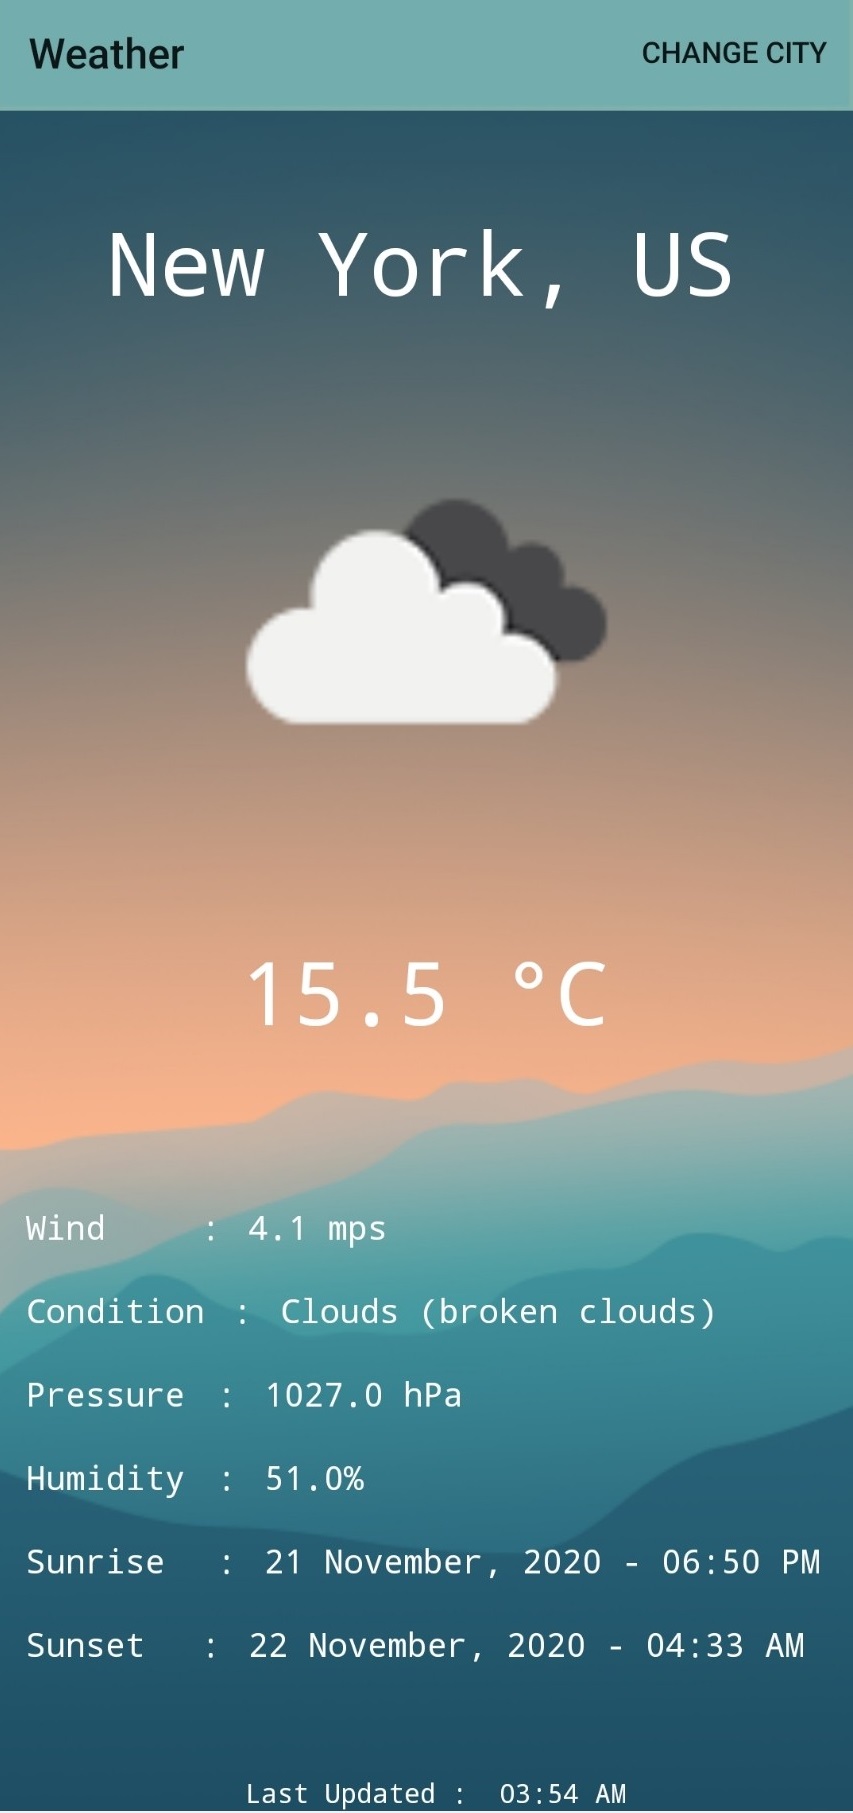 Weather
CHANGE CITY
New York, US
15.5 °C
Wind : 4.1 mps
Condition : Clouds (broken clouds)
Pressure : 1027.0 hPa
Humidity : 51.0%
Sunrise : 21 November, 2020 - 06:50 PM
Sunset : 22 November, 2020 - 04:33 AM
Last Updated : 03:54 AM